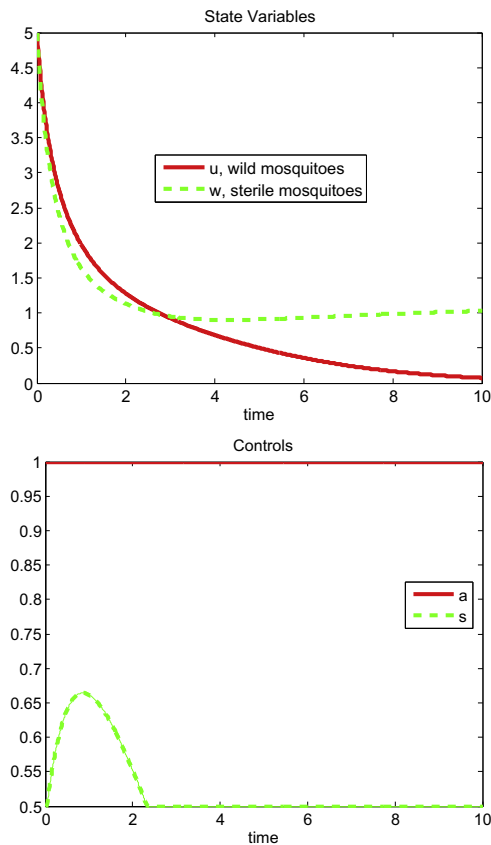 State Variables
5
4.5
4
3.5
3
2.5
2
1.5
1
0.5
0
u, wild mosquitoes
w, sterile mosquitoes
0 2 4 6 8 10
time
Controls
1
0.95
0.9
0.85
0.8
0.75
0.7
0.65
0.6
0.55
0.5
a
s
0 2 4 6 8 10
time